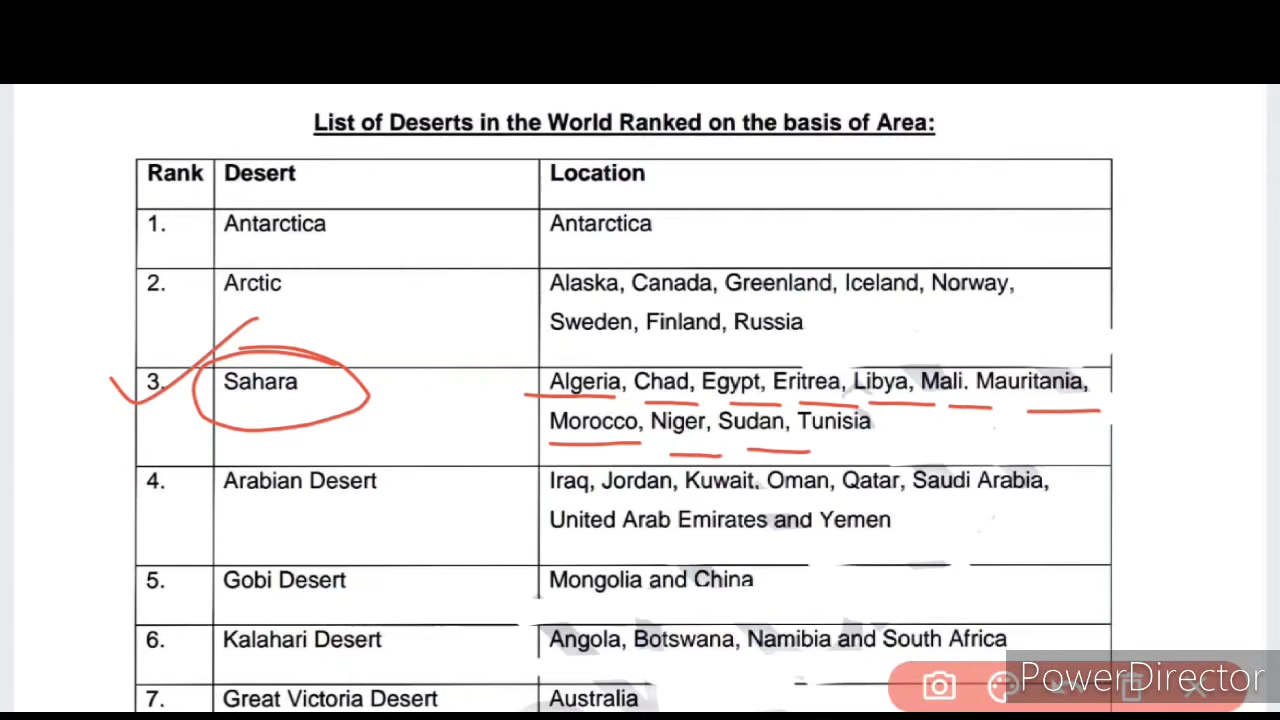 List of Deserts in the World Ranked on the basis of Area:
Rank Desert Location
1. Antarctica Antarctica
2. Arctic Alaska, Canada, Greenland, Iceland, Norway,
Sweden, Finland, Russia
3. Sahara Algeria, Chad, Egypt, Eritrea, Libya, Mali. Mauritania,
Morocco, Niger, Sudan, Tunisia
4. Arabian Desert Iraq, Jordan, Kuwait. Oman, Qatar, Saudi Arabia,
United Arab Emirates and Yemen
5. Gobi Desert Mongolia and China
6. Kalahari Desert Angola, Botswana, Namibia and South Africa
7. Great Victoria Desert Australia
PowerDirector